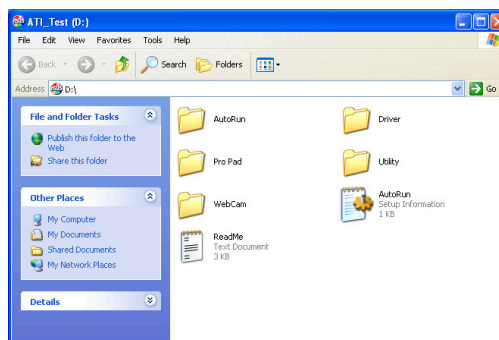 ATI_Test (D:)
File Edit View Favorites Tools Help
Back Search Folders
Address D:\ Go
File and Folder Tasks
Publish this folder to the
Web
Share this folder
Other Places
My Computer
My Documents
Shared Documents
My Network Places
Details
AutoRun
Driver
Pro Pad
Utility
WebCam
AutoRun
Setup Information
1 KB
ReadMe
Text Document
3 KB